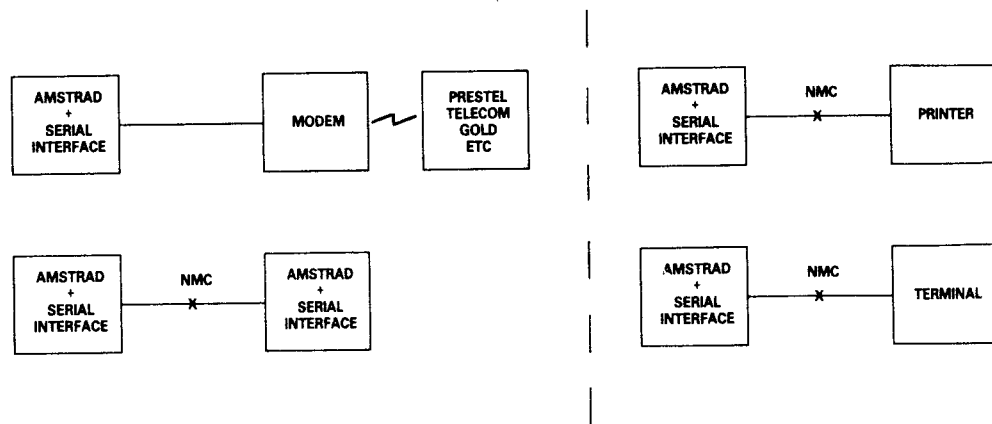 AMSTRAD
+
SERIAL
INTERFACE
MODEM
PRESTEL
TELECOM
GOLD
ETC
AMSTRAD
+
SERIAL
INTERFACE
NMC
AMSTRAD
+
SERIAL
INTERFACE
AMSTRAD
+
SERIAL
INTERFACE
NMC
PRINTER
AMSTRAD
+
SERIAL
INTERFACE
NMC
TERMINAL